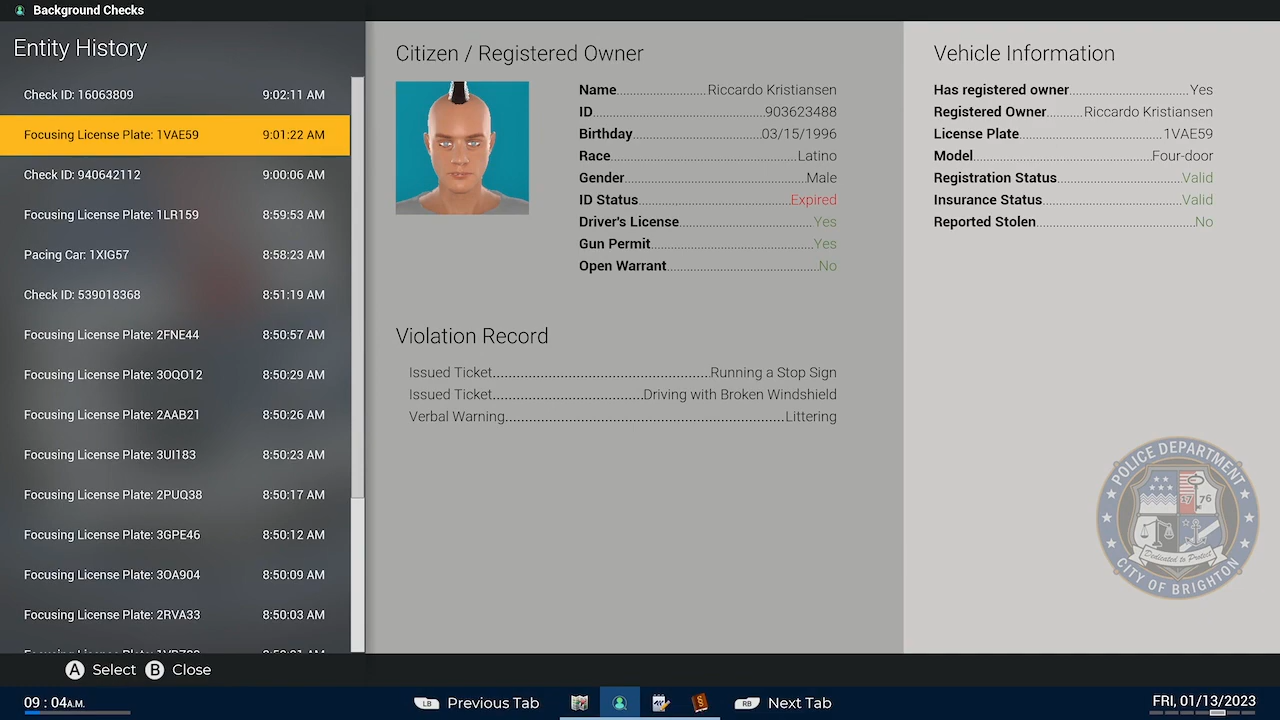 Background Checks
Entity History
Check ID: 16063809 9:02:11 AM
Focusing License Plate: 1VAE59 9:01:22 AM
Check ID: 940642112 9:00:06 AM
Focusing License Plate: 1LR159 8:59:53 AM
Pacing Car: 1XIG57 8:58:23 AM
Check ID: 539018368 8:51:19 AM
Focusing License Plate: 2FNE44 8:50:57 AM
Focusing License Plate: 3OQO12 8:50:29 AM
Focusing License Plate: 2AAB21 8:50:26 AM
Focusing License Plate: 3UI183 8:50:23 AM
Focusing License Plate: 2PUQ38 8:50:17 AM
Focusing License Plate: 3GPE46 8:50:12 AM
Focusing License Plate: 3OA904 8:50:09 AM
Focusing License Plate: 2RVA33 8:50:03 AM
Citizen / Registered Owner
Name Riccardo Kristiansen
ID 903623488
Birthday 03/15/1996
Race Latino
Gender Male
ID Status Expired
Driver's License Yes
Gun Permit Yes
Open Warrant No
Violation Record
Issued Ticket Running a Stop Sign
Issued Ticket Driving with Broken Windshield
Verbal Warning Littering
Vehicle Information
Has registered owner Yes
Registered Owner Riccardo Kristiansen
License Plate 1VAE59
Model Four-door
Registration Status Valid
Insurance Status Valid
Reported Stolen No
POLICE DEPARTMENT
17 76
Dedicated to Protect
CITY OF BRIGHTON
A Select B Close
09 : 04 A.M.
LB Previous Tab
RB Next Tab
FRI, 01/13/2023